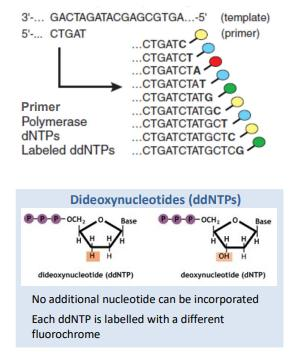 3'-... GACTAGATACGAGCGTGA...-5' (template)
5'-... CTGAT (primer)
...CTGATC
...CTGATCT
...CTGATCTA
...CTGATCTAT
...CTGATCTATG
...CTGATCTATGC
...CTGATCTATGCT
...CTGATCTATGCTC
...CTGATCTATGCTCG
Primer
Polymerase
dNTPs
Labeled ddNTPs
Dideoxynucleotides (ddNTPs)
P P P OCH2 O Base
H H H H
H H
dideoxynucleotide (ddNTP)
P P P OCH2 O Base
H H H H
OH H
deoxynucleotide (dNTP)
No additional nucleotide can be incorporated
Each ddNTP is labelled with a different
fluorochrome